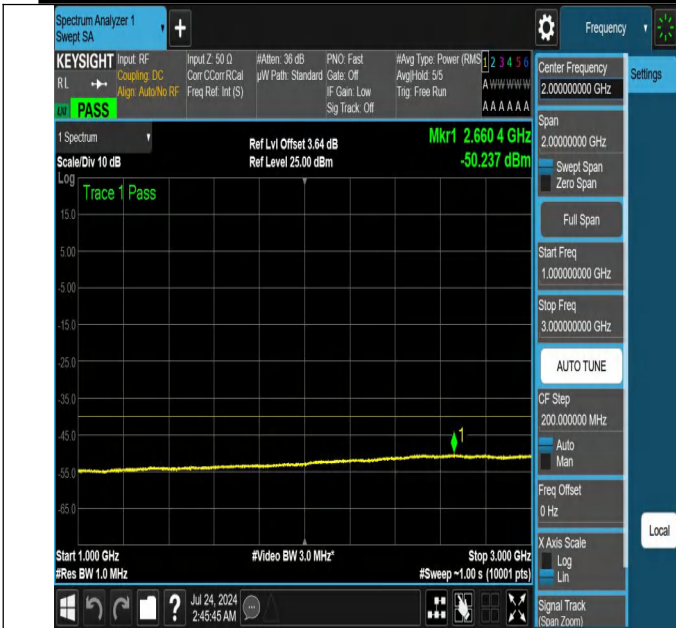 Spectrum Analyzer 1
Swept SA
+
Frequency
KEYSIGHT
Input: RF
Input Z: 50 Ω
#Atten: 36 dB
PNO: Fast
#Avg Type: Power (RMS
1 2 3 4 5 6
RL
Coupling: DC
Corr CCorr RCal
µW Path: Standard
Gate: Off
Avg|Hold: 5/5
A W W W W W
Align: Auto/No RF
Freq Ref: Int (S)
IF Gain: Low
Trig: Free Run
Sig Track: Off
A A A A A A
PASS
1 Spectrum
Ref Lvl Offset 3.64 dB
Mkr1 2.660 4 GHz
Scale/Div 10 dB
Ref Level 25.00 dBm
-50.237 dBm
Log
Trace 1 Pass
15.0
5.00
-5.00
-15.0
-25.0
-35.0
-45.0
-55.0
-65.0
1
Start 1.000 GHz
#Video BW 3.0 MHz*
Stop 3.000 GHz
#Res BW 1.0 MHz
#Sweep ~1.00 s (10001 pts)
?
Jul 24, 2024
2:45:45 AM
Center Frequency
2.000000000 GHz
Settings
Span
2.00000000 GHz
Swept Span
Zero Span
Full Span
Start Freq
1.000000000 GHz
Stop Freq
3.000000000 GHz
AUTO TUNE
CF Step
200.000000 MHz
Auto
Man
Freq Offset
0 Hz
X Axis Scale
Log
Lin
Local
Signal Track
(Span Zoom)